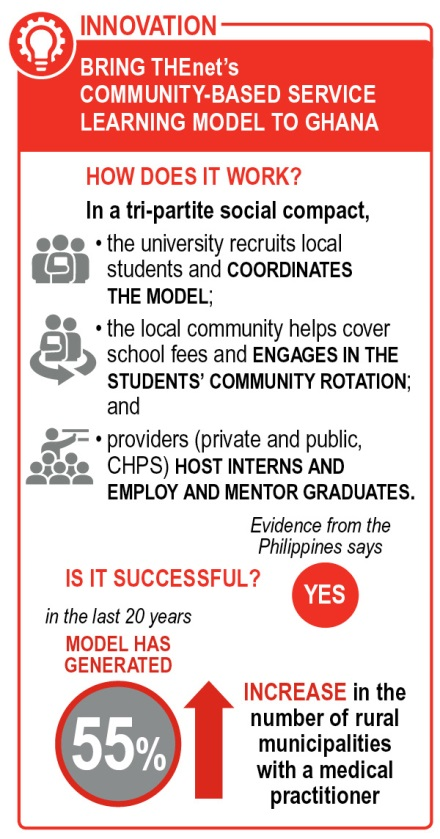 INNOVATION
BRING THEnet's
COMMUNITY-BASED SERVICE
LEARNING MODEL TO GHANA
HOW DOES IT WORK?
In a tri-partite social compact,
• the university recruits local
students and COORDINATES
THE MODEL;
• the local community helps cover
school fees and ENGAGES IN THE
STUDENTS' COMMUNITY ROTATION;
and
• providers (private and public,
CHPS) HOST INTERNS AND
EMPLOY AND MENTOR GRADUATES.
Evidence from the
Philippines says
IS IT SUCCESSFUL?
YES
in the last 20 years
MODEL HAS
GENERATED
55%
INCREASE in the
number of rural
municipalities
with a medical
practitioner